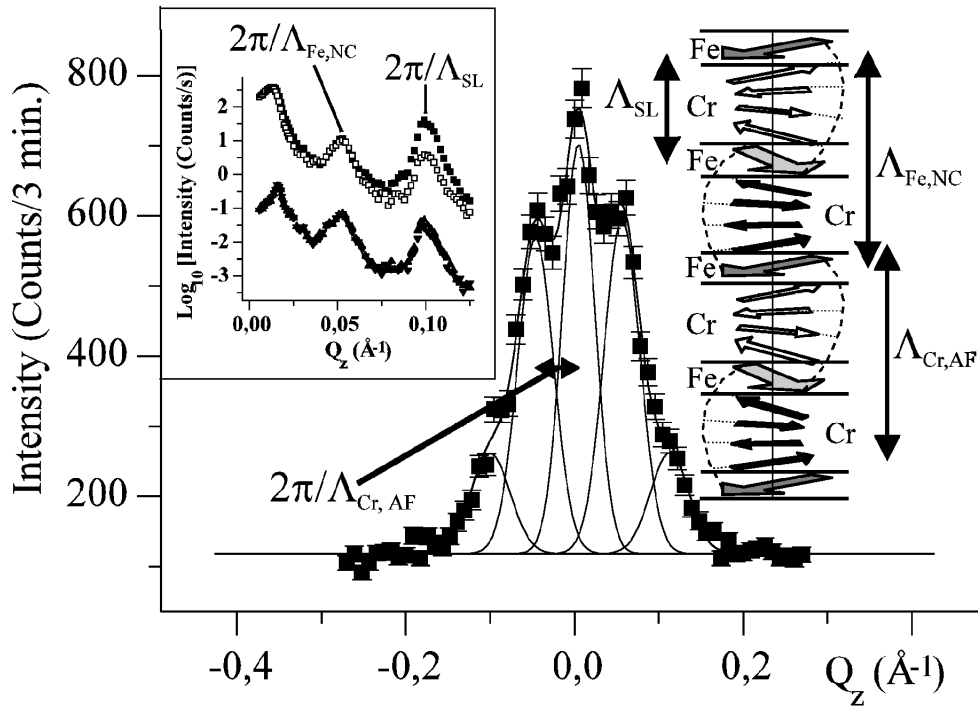 Intensity (Counts/3 min.)
800
600
400
200
-0,4
-0,2
0,0
0,2
Q_z (Å⁻¹)
2π/Λ_Cr, AF
Log₁₀ [Intensity (Counts/s)]
2
1
0
-1
-2
-3
0,00
0,05
0,10
Q_z (Å⁻¹)
2π/Λ_Fe,NC
2π/Λ_SL
Λ_SL
Fe
Cr
Fe
Cr
Fe
Cr
Fe
Cr
Λ_Fe,NC
Λ_Cr,AF